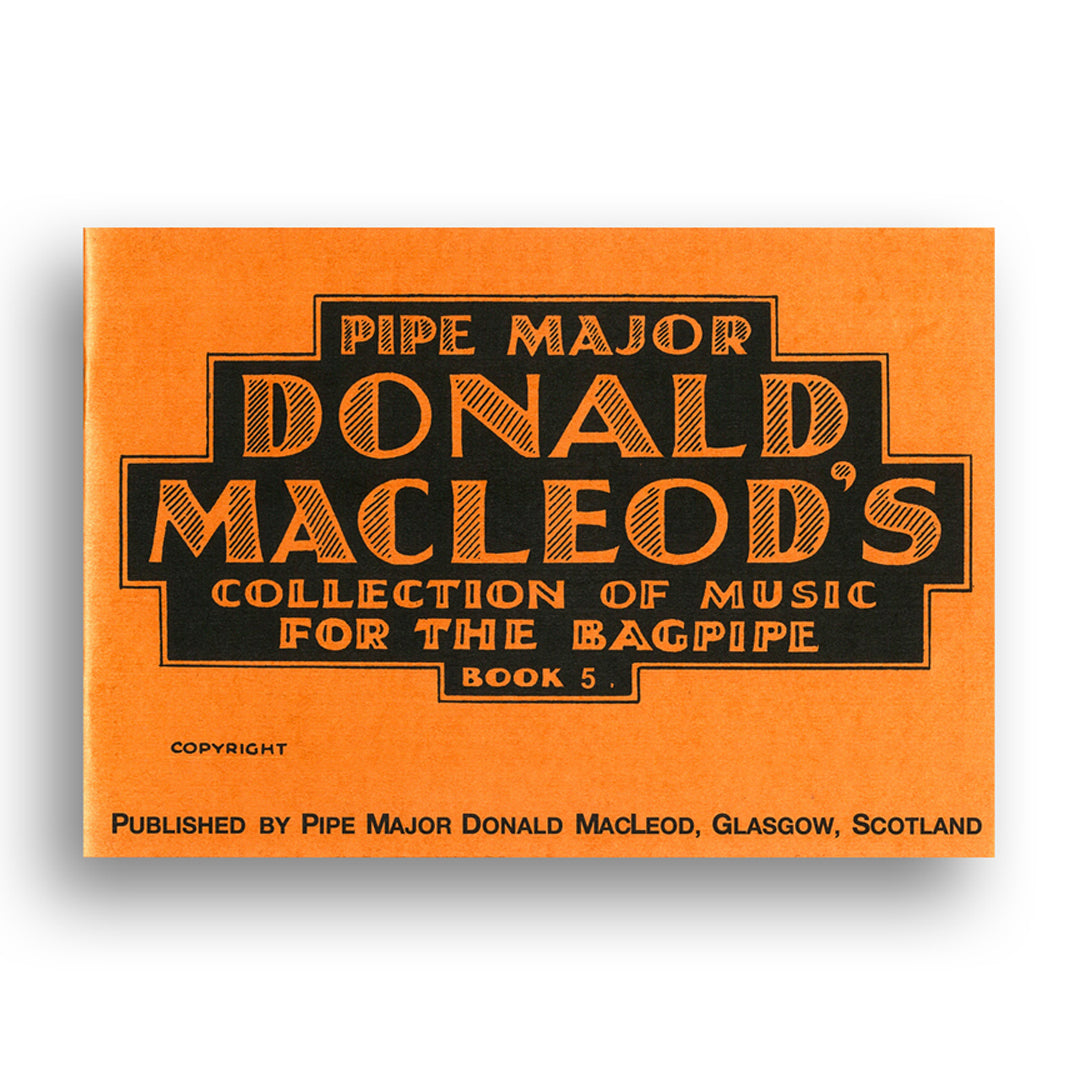 PIPE MAJOR
DONALD
MACLEOD'S
COLLECTION OF MUSIC
FOR THE BAGPIPE
BOOK 5.
COPYRIGHT
PUBLISHED BY PIPE MAJOR DONALD MACLEOD, GLASGOW, SCOTLAND